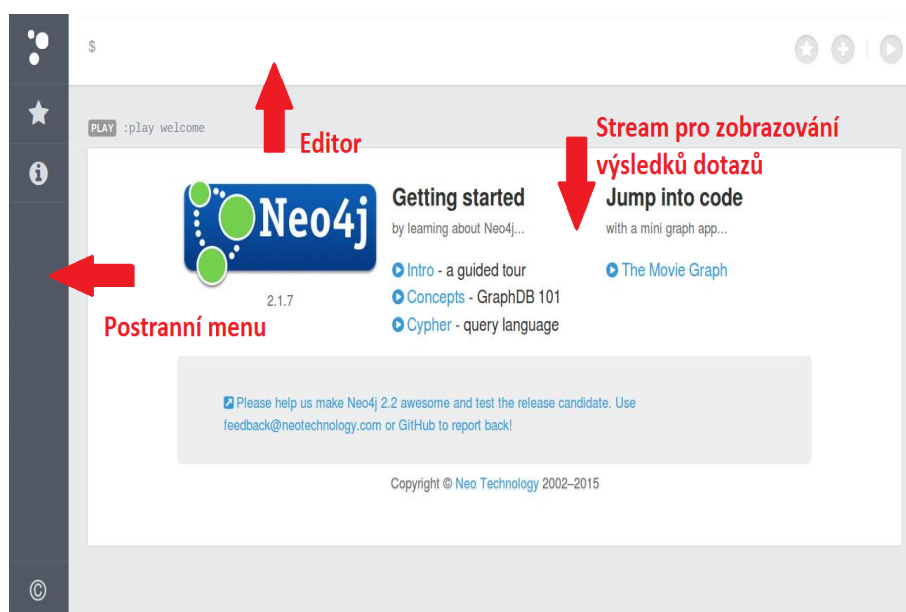 $
PLAY :play welcome
Editor
Stream pro zobrazování
výsledků dotazů
Neo4j
2.1.7
Getting started
by learning about Neo4j...
Intro - a guided tour
Concepts - GraphDB 101
Cypher - query language
Jump into code
with a mini graph app...
The Movie Graph
Postranní menu
Please help us make Neo4j 2.2 awesome and test the release candidate. Use
feedback@neotechnology.com or GitHub to report back!
Copyright © Neo Technology 2002–2015
©